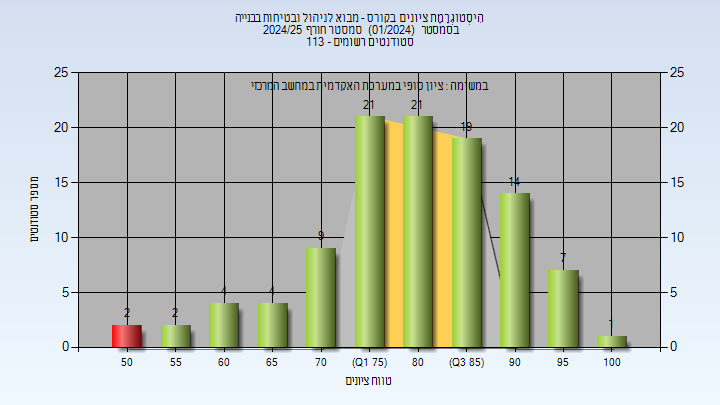 היסטוגרמת ציונים בקורס - מבוא לניהול ובטיחות בבנייה
בסמסטר (01/2024) סמסטר חורף 2024/25
סטודנטים רשומים - 113
במשימה : ציון סופי במערכת האקדמית במחשב המרכזי
25 25
20 20
15 15
10 10
5 5
0 0
מספר סטודנטים
2 2 4 4 9 21 21 19 14 7 1
50 55 60 65 70 (Q1 75) 80 (Q3 85) 90 95 100
טווח ציונים